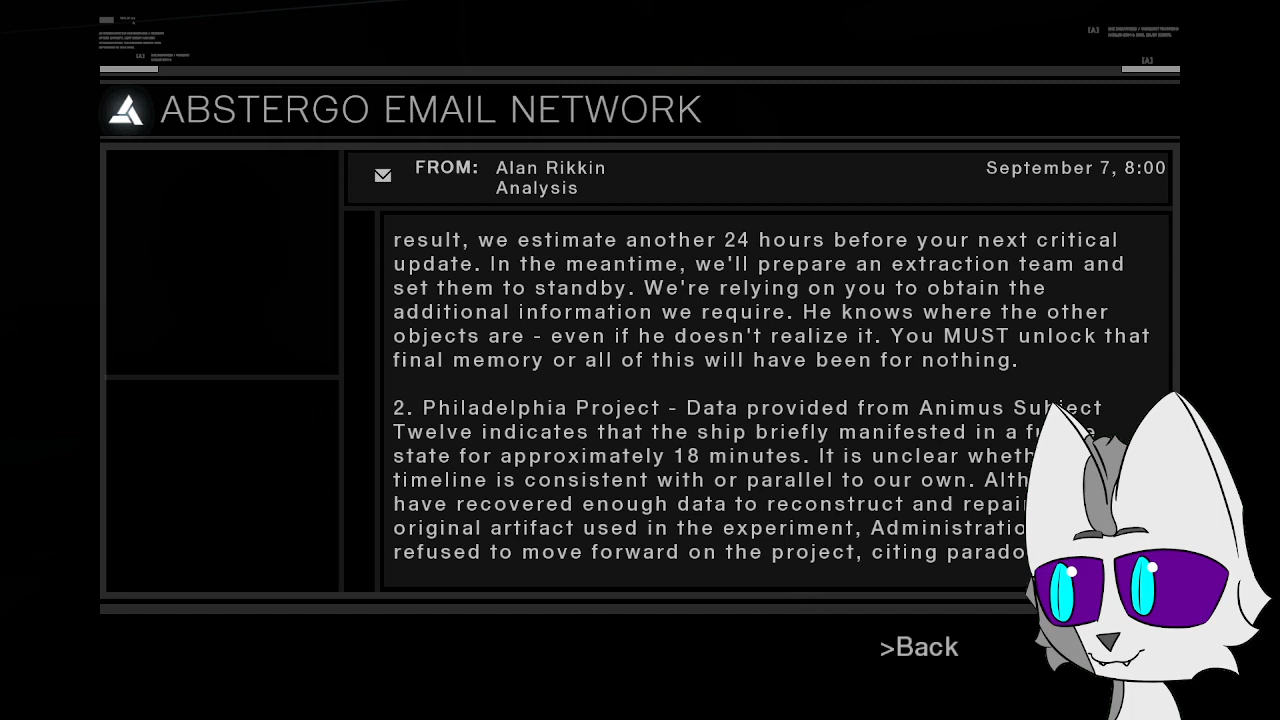 ABSTERGO EMAIL NETWORK
FROM: Alan Rikkin September 7, 8:00
Analysis
result, we estimate another 24 hours before your next critical
update. In the meantime, we'll prepare an extraction team and
set them to standby. We're relying on you to obtain the
additional information we require. He knows where the other
objects are - even if he doesn't realize it. You MUST unlock that
final memory or all of this will have been for nothing.
2. Philadelphia Project - Data provided from Animus Subject
Twelve indicates that the ship briefly manifested in a
state for approximately 18 minutes. It is unclear
timeline is consistent with or parallel to our own.
have recovered enough data to reconstruct and
original artifact used in the experiment,
refused to move forward on the project, citing
>Back